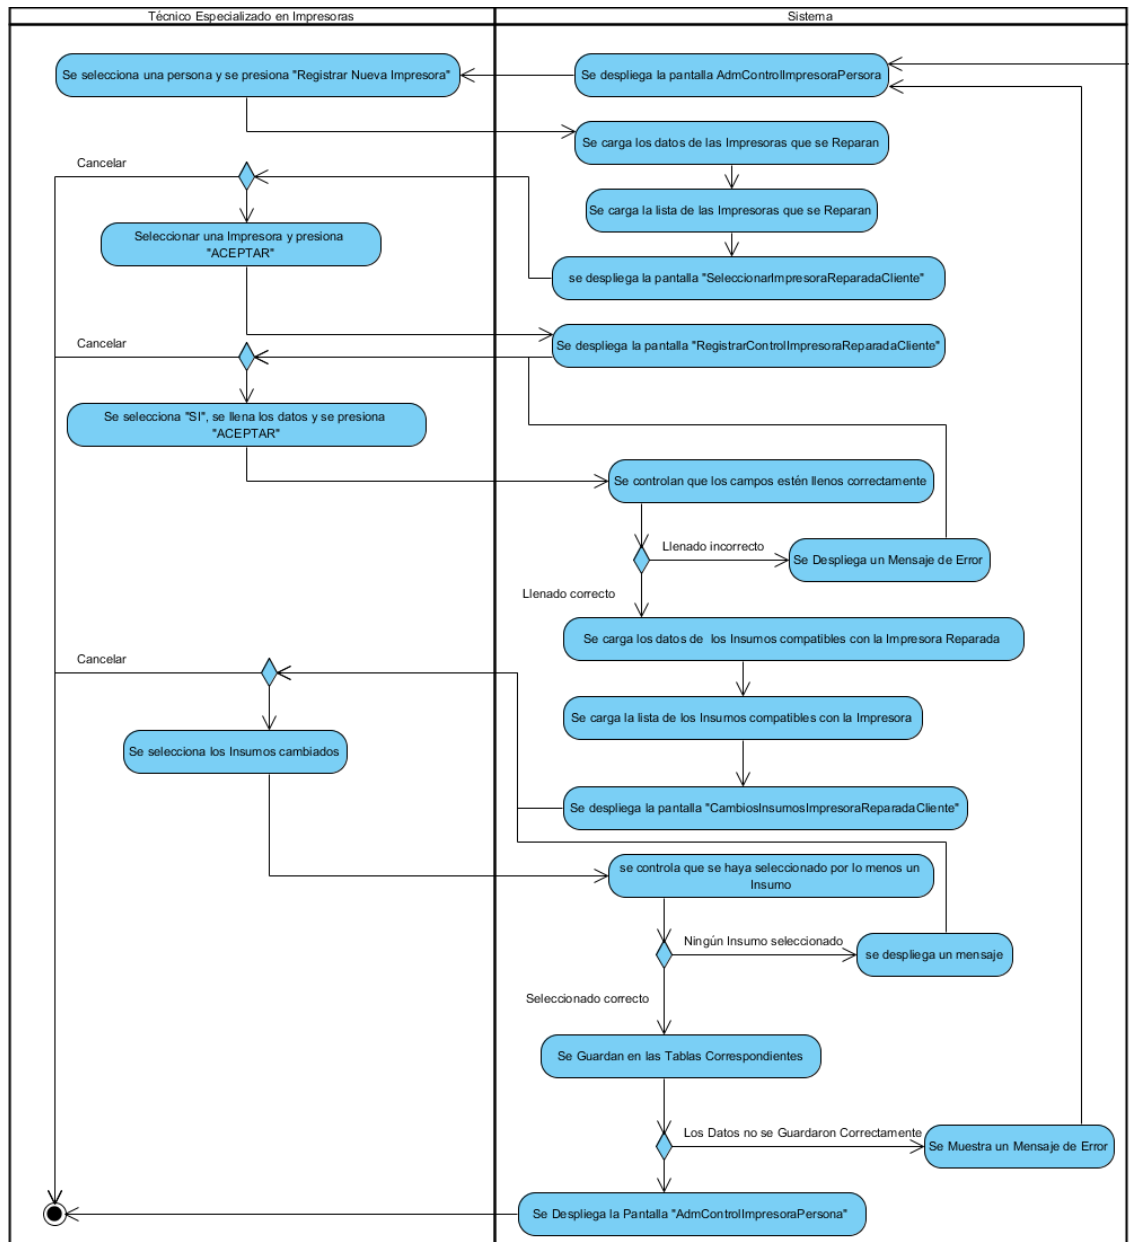 Técnico Especializado en Impresoras
Sistema
Se selecciona una persona y se presiona "Registrar Nueva Impresora"
Se despliega la pantalla AdmControlImpresoraPersora
Se carga los datos de las Impresoras que se Reparan
Cancelar
Se carga la lista de las Impresoras que se Reparan
Seleccionar una Impresora y presiona
"ACEPTAR"
se despliega la pantalla "SeleccionarImpresoraReparadaCliente"
Cancelar
Se despliega la pantalla "RegistrarControlImpresoraReparadaCliente"
Se selecciona "SI", se llena los datos y se presiona
"ACEPTAR"
Se controlan que los campos estén llenos correctamente
Llenado incorrecto
Se Despliega un Mensaje de Error
Llenado correcto
Se carga los datos de los Insumos compatibles con la Impresora Reparada
Cancelar
Se carga la lista de los Insumos compatibles con la Impresora
Se selecciona los Insumos cambiados
Se despliega la pantalla "CambiosInsumosImpresoraReparadaCliente"
se controla que se haya seleccionado por lo menos un
Insumo
Ningún Insumo seleccionado
se despliega un mensaje
Seleccionado correcto
Se Guardan en las Tablas Correspondientes
Los Datos no se Guardaron Correctamente
Se Muestra un Mensaje de Error
Se Despliega la Pantalla "AdmControlImpresoraPersona"